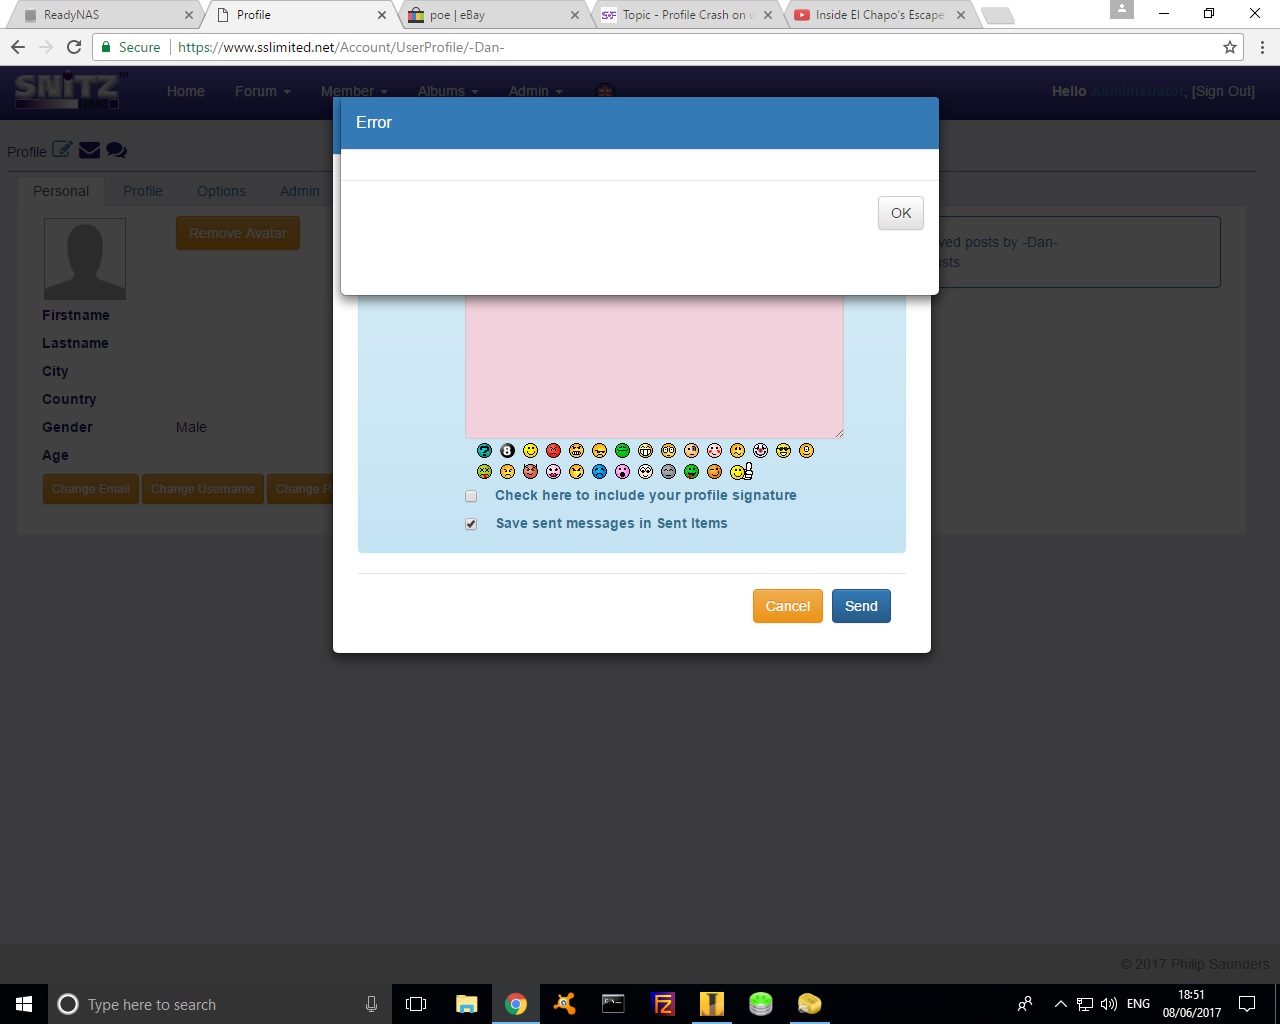 ReadyNAS
Profile
poe | eBay
Topic - Profile Crash on
Inside El Chapo's Escape
Secure
https://www.sslimited.net/Account/UserProfile/-Dan-
SNiTZ
Home
Forum
Member
Albums
Admin
Hello Administrator, [Sign Out]
Error
Profile
Personal
Profile
Options
Admin
OK
Remove Avatar
ved posts by -Dan-
sts
Firstname
Lastname
City
Country
Gender
Male
Age
Change Email
Change Username
Change P
Check here to include your profile signature
Save sent messages in Sent Items
Cancel
Send
© 2017 Philip Saunders
Type here to search
ENG
18:51
08/06/2017